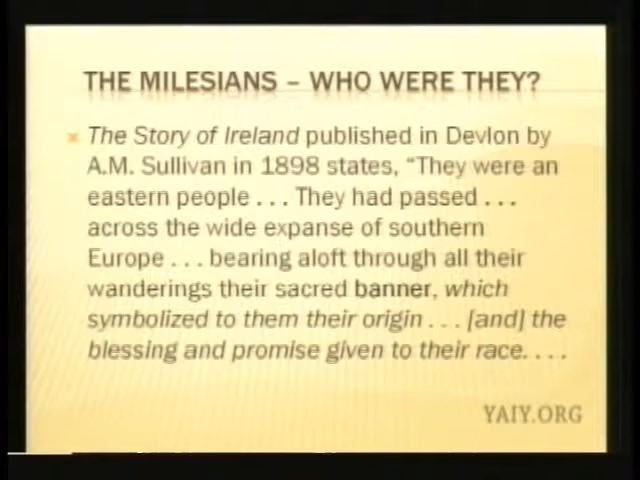 THE MILESIANS – WHO WERE THEY?
The Story of Ireland published in Devlon by
A.M. Sullivan in 1898 states, “They were an
eastern people . . . They had passed . . .
across the wide expanse of southern
Europe . . . bearing aloft through all their
wanderings their sacred banner, which
symbolized to them their origin . . . [and] the
blessing and promise given to their race. . . .
YAIY.ORG